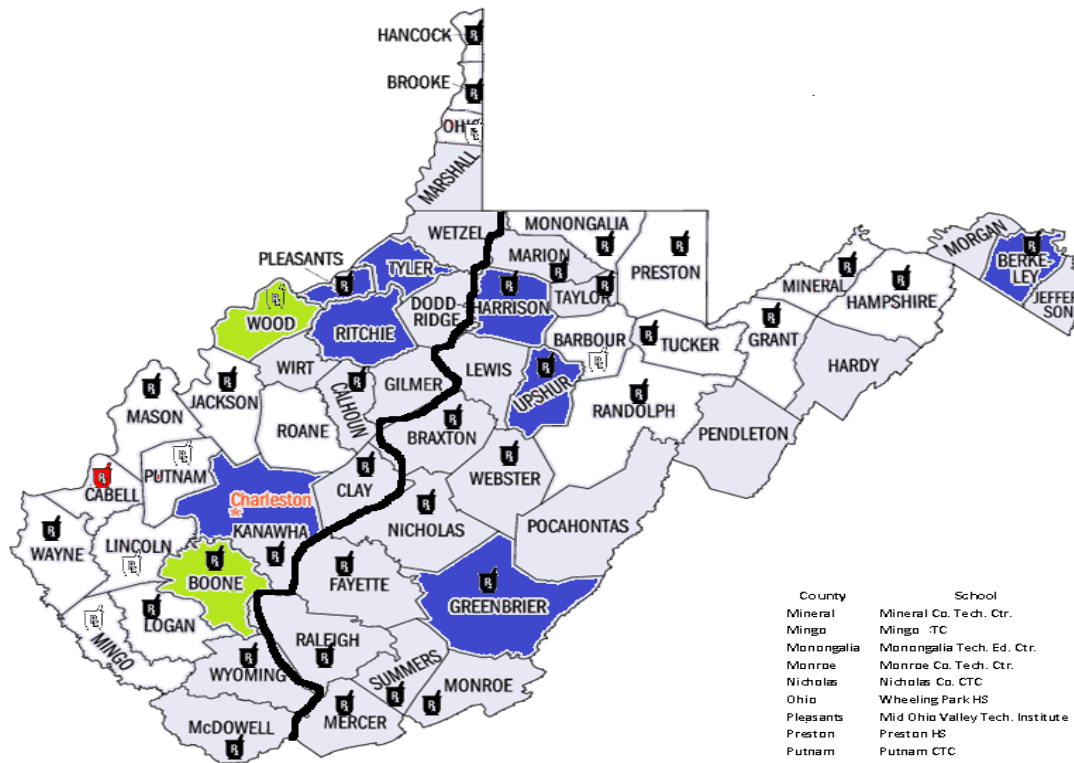 HANCOCK
BROOKE
OHIO
MARSHALL
WETZEL
MONONGALIA
MARION
PRESTON
MORGAN
BERKE-
LEY
JEFFER
SON
PLEASANTS
TYLER
DODD-
RIDGE
HARRISON
TAYLOR
MINERAL
HAMPSHIRE
WOOD
RITCHIE
BARBOUR
TUCKER
GRANT
HARDY
WIRT
LEWIS
UPSHUR
RANDOLPH
GILMER
CALHOUN
MASON
JACKSON
ROANE
BRAXTON
PENDLETON
PUTNAM
CABELL
Charleston
KANAWHA
CLAY
WEBSTER
NICHOLAS
POCAHONTAS
WAYNE
LINCOLN
BOONE
FAYETTE
GREENBRIER
LOGAN
MINGO
RALEIGH
WYOMING
SUMMERS
MONROE
MERCER
McDOWELL
County School
Mineral Mineral Co. Tech. Ctr.
Mingo Mingo TC
Monongalia Monongalia Tech. Ed. Ctr.
Monroe Monroe Co. Tech. Ctr.
Nicholas Nicholas Co. CTC
Ohio Wheeling Park HS
Pleasants Mid Ohio Valley Tech. Institute
Preston Preston HS
Putnam Putnam CTC